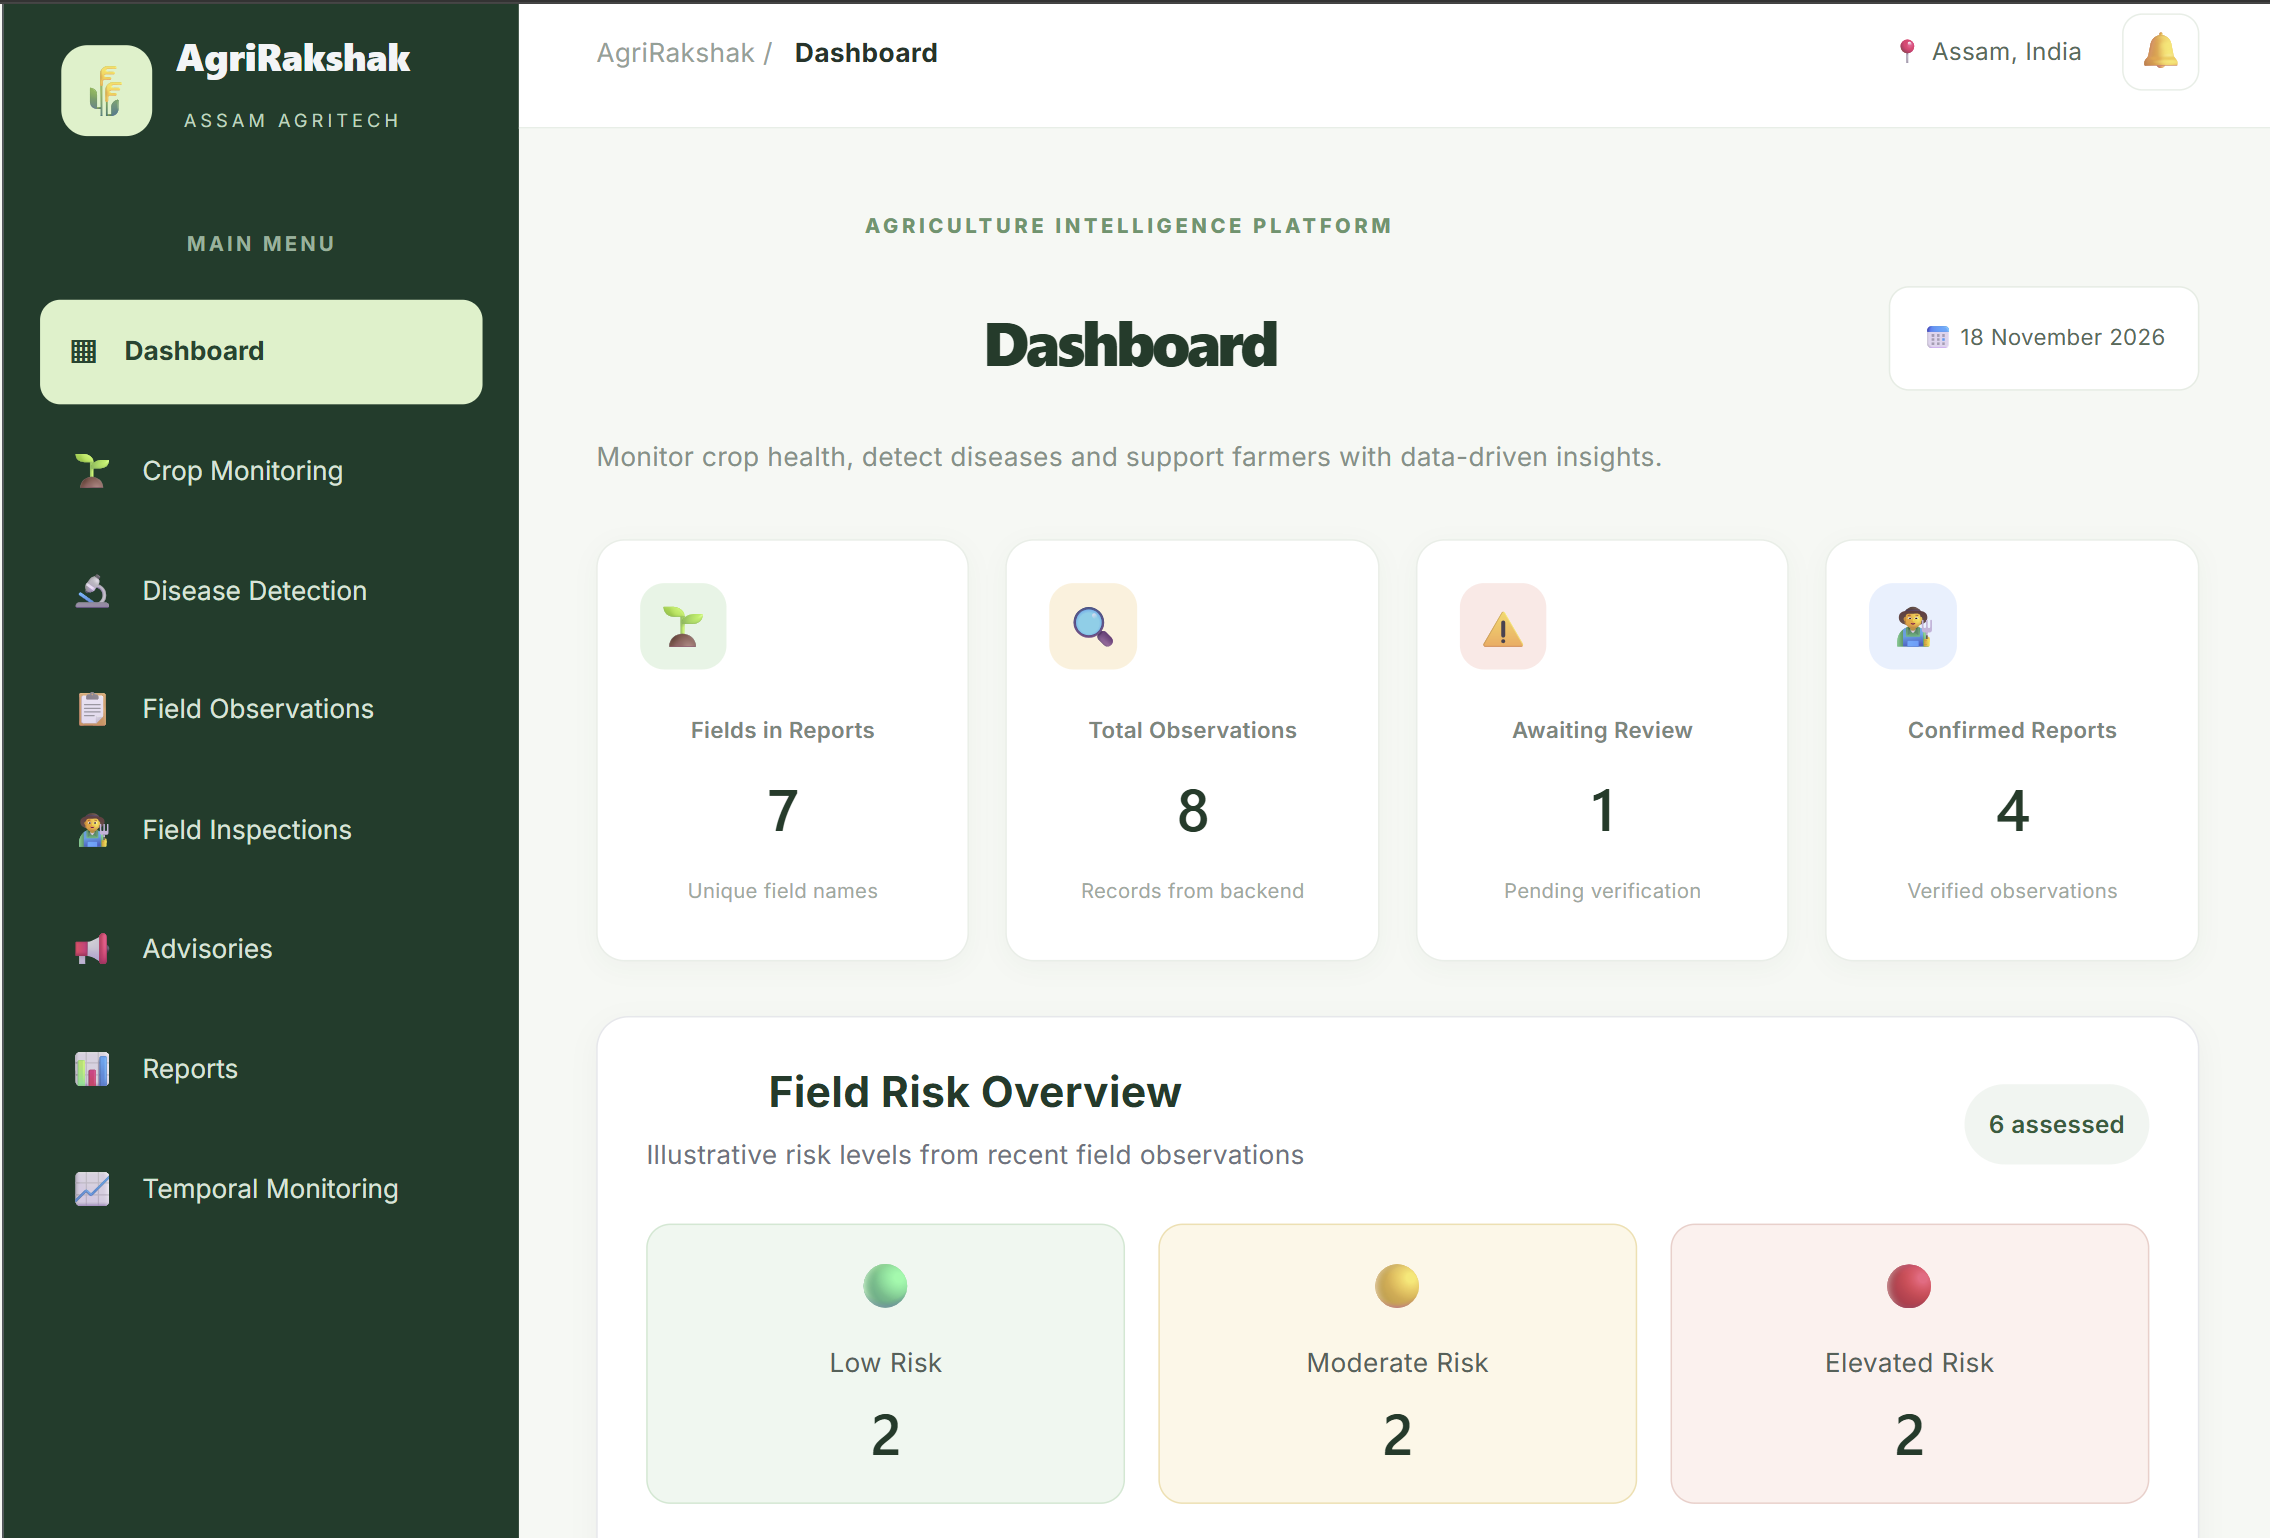 AgriRakshak
ASSAM AGRITECH
MAIN MENU
Dashboard
Crop Monitoring
Disease Detection
Field Observations
Field Inspections
Advisories
Reports
Temporal Monitoring
AgriRakshak / Dashboard
Assam, India
AGRICULTURE INTELLIGENCE PLATFORM
Dashboard
18 November 2026
Monitor crop health, detect diseases and support farmers with data-driven insights.
Fields in Reports
7
Unique field names
Total Observations
8
Records from backend
Awaiting Review
1
Pending verification
Confirmed Reports
4
Verified observations
Field Risk Overview
Illustrative risk levels from recent field observations
6 assessed
Low Risk
2
Moderate Risk
2
Elevated Risk
2